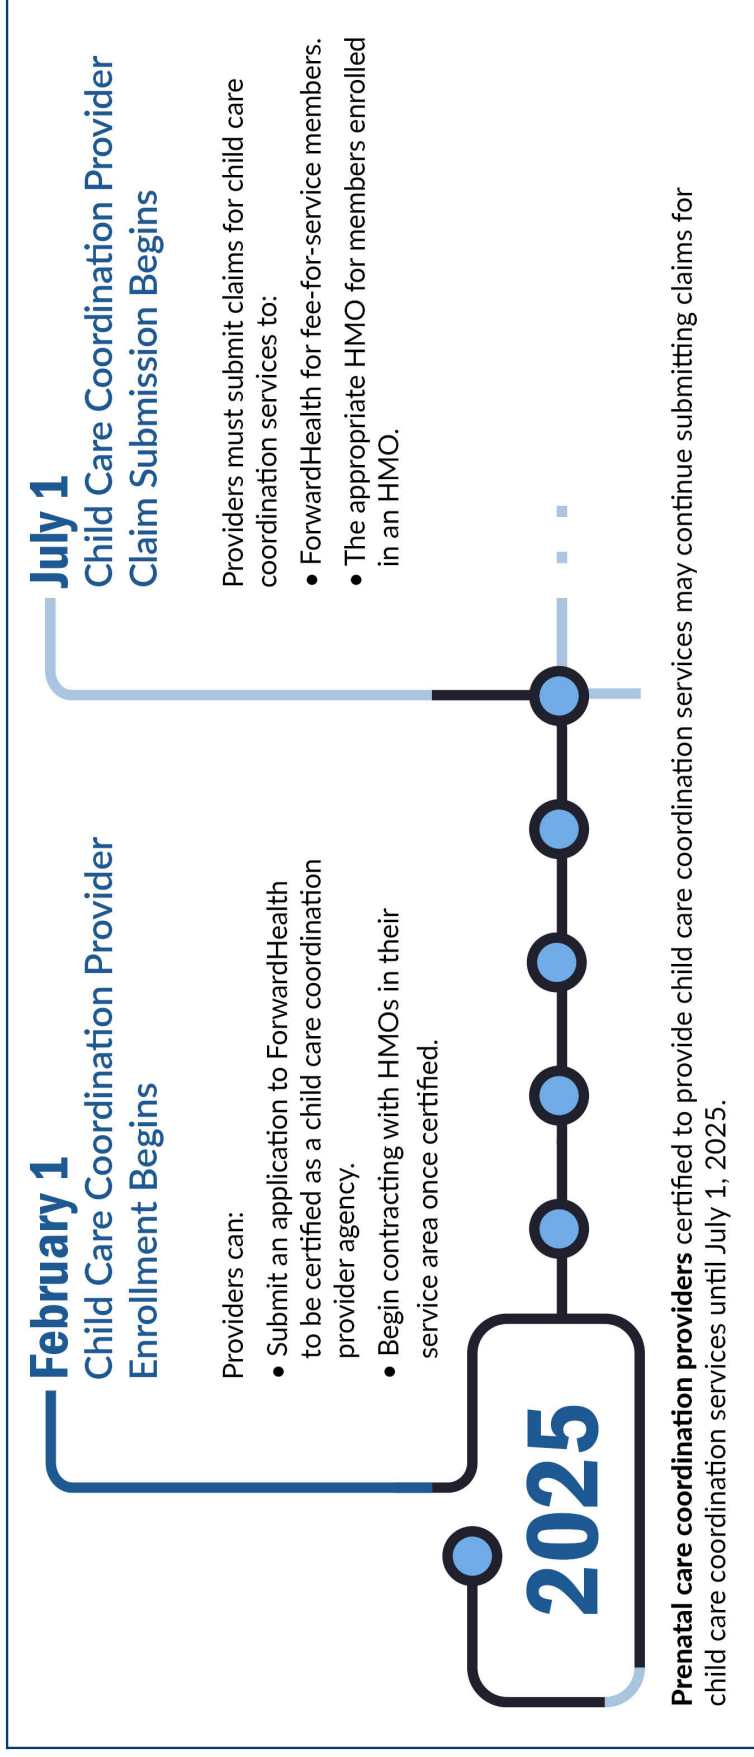 February 1
Child Care Coordination Provider
Enrollment Begins
Providers can:
• Submit an application to ForwardHealth
to be certified as a child care coordination
provider agency.
• Begin contracting with HMOs in their
service area once certified.
July 1
Child Care Coordination Provider
Claim Submission Begins
Providers must submit claims for child care
coordination services to:
• ForwardHealth for fee-for-service members.
• The appropriate HMO for members enrolled
in an HMO.
2025
Prenatal care coordination providers certified to provide child care coordination services may continue submitting claims for
child care coordination services until July 1, 2025.